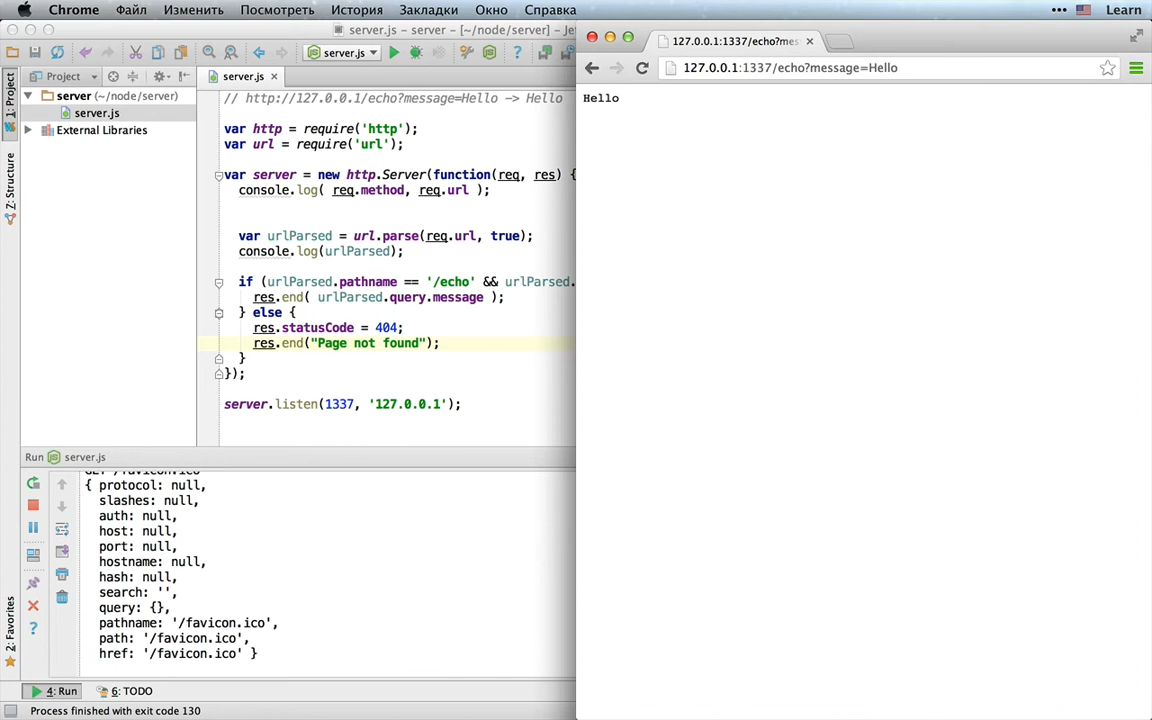 Chrome Файл Изменить Посмотреть История Закладки Окно Справка Learn
server.js – server – [~/node/server] – Je
server.js
127.0.0.1:1337/echo?mes
Project
server.js
127.0.0.1:1337/echo?message=Hello
1: Project
server (~/node/server)
server.js
External Libraries
Z: Structure
2: Favorites
// http://127.0.0.1/echo?message=Hello -> Hello
var http = require('http');
var url = require('url');
var server = new http.Server(function(req, res) {
console.log( req.method, req.url );
var urlParsed = url.parse(req.url, true);
console.log(urlParsed);
if (urlParsed.pathname == '/echo' && urlParsed.
res.end( urlParsed.query.message );
} else {
res.statusCode = 404;
res.end("Page not found");
}
});
server.listen(1337, '127.0.0.1');
Hello
Run server.js
GET /favicon.ico
{ protocol: null,
slashes: null,
auth: null,
host: null,
port: null,
hostname: null,
hash: null,
search: '',
query: {},
pathname: '/favicon.ico',
path: '/favicon.ico',
href: '/favicon.ico' }
4: Run 6: TODO
Process finished with exit code 130